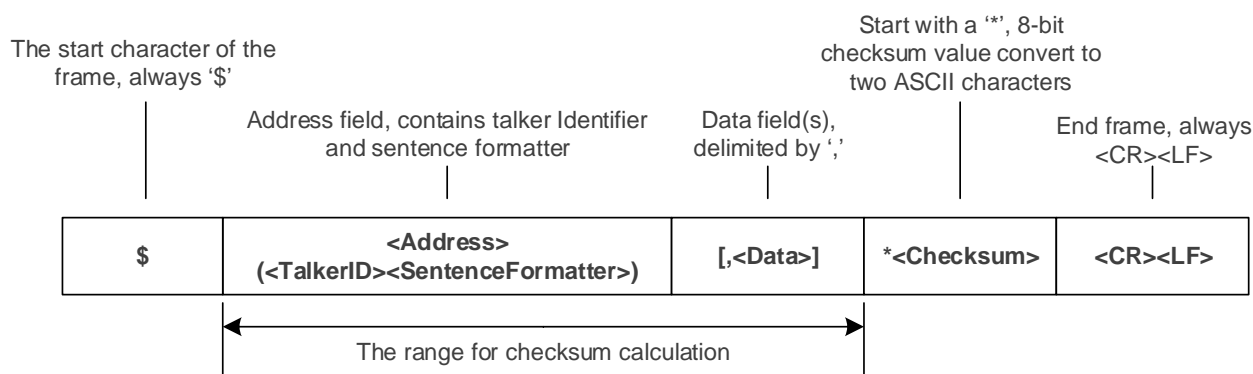 The start character of the
frame, always ‘$’
Address field, contains talker Identifier
and sentence formatter
Data field(s),
delimited by ‘,’
Start with a ‘*’, 8-bit
checksum value convert to
two ASCII characters
End frame, always
<CR><LF>
$
<Address>
(<TalkerID><SentenceFormatter>)
[,<Data>]
*<Checksum>
<CR><LF>
The range for checksum calculation